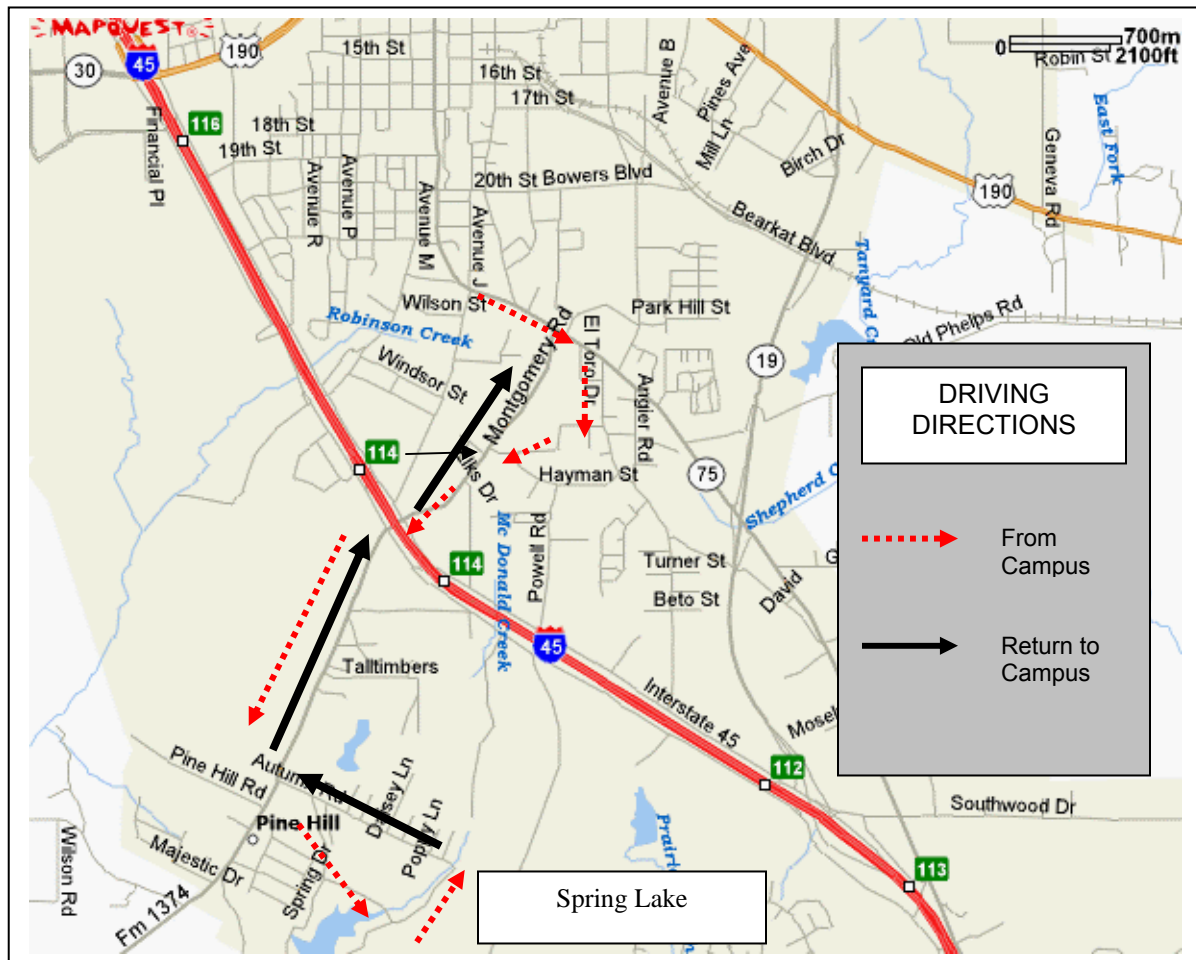 MAPQUEST®
700m
0
2100ft
Robin St
30
45
190
15th St
16th St
17th St
Avenue B
Pines Ave
Mill Ln
Birch Dr
East Fork
Geneva Rd
Financial Pl
116
18th St
19th St
Avenue R
Avenue P
Avenue M
Avenue J
20th St
Bowers Blvd
190
Bearkat Blvd
Tanyard C
Wilson St
Park Hill St
Old Phelps Rd
Robinson Creek
Windsor St
Montgomery Rd
El Toro Dr
Angier Rd
19
DRIVING
DIRECTIONS
114
Elks Dr
Hayman St
75
Shepherd C
From
Campus
Mc Donald Creek
Powell Rd
Turner St
114
Beto St
David
G
45
Return to
Campus
Talltimbers
Interstate 45
Mosel
Pine Hill Rd
Autumn Rd
Dassey Ln
Poppy Ln
112
Southwood Dr
Pine Hill
Prairie
Wilson Rd
Majestic Dr
Spring Dr
113
Spring Lake
Fm 1374